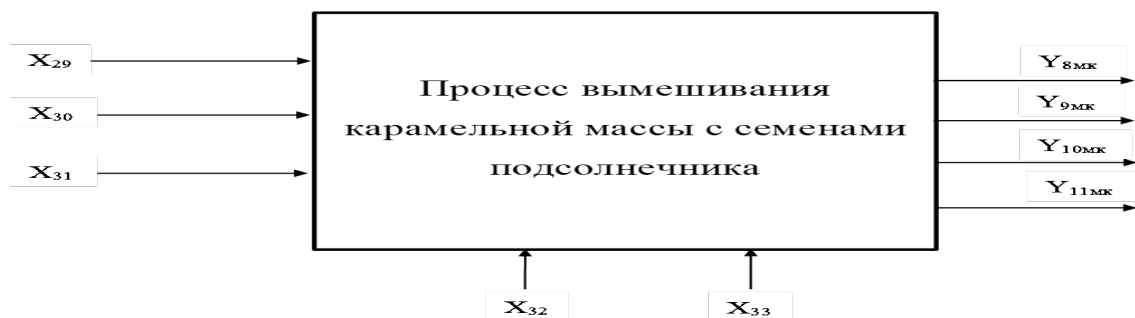 X₂₉
X₃₀
X₃₁
Процесс вымешивания
карамельной массы с семенами
подсолнечника
Y₈мк
Y₉мк
Y₁₀мк
Y₁₁мк
X₃₂
X₃₃